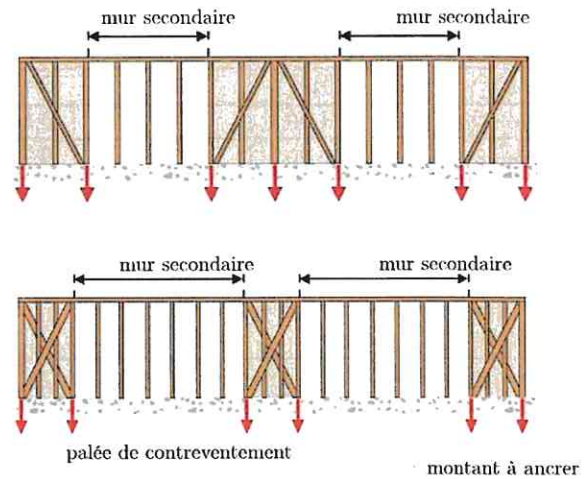 mur secondaire
mur secondaire
mur secondaire
mur secondaire
palée de contreventement
montant à ancrer